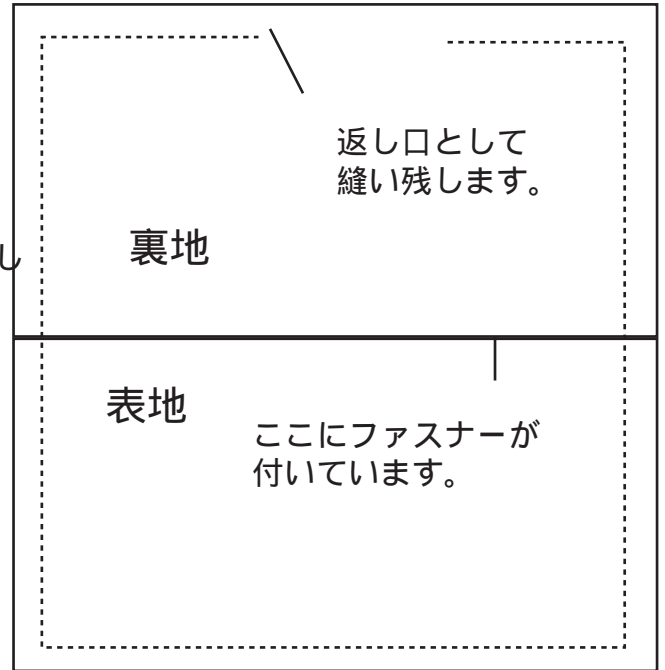 返し口として
縫い残します。
裏地
し
表地
ここにファスナーが
付いています。